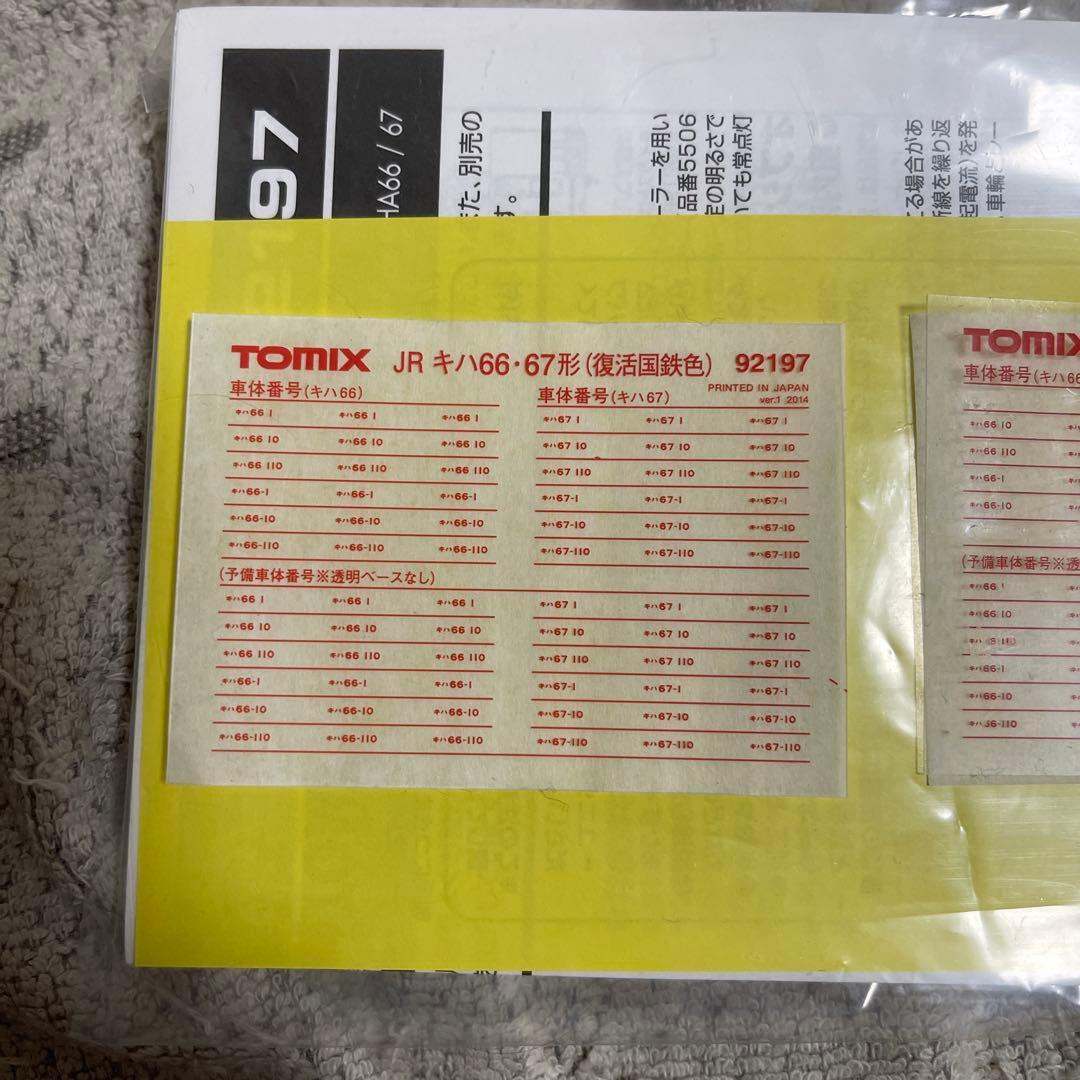 97
HA66 / 67
また、別売の
す。
ーラーを用い
品番5506
定の明るさで
いても常点灯
える場合があ
断線を繰り返
起電流)を発
TOMIX JR キハ66・67形(復活国鉄色) 92197
PRINTED IN JAPAN
ver.1 2014
車体番号(キハ66)
キハ66 1 キハ66 1 キハ66 1
キハ66 10 キハ66 10 キハ66 10
キハ66 110 キハ66 110 キハ66 110
キハ66-1 キハ66-1 キハ66-1
キハ66-10 キハ66-10 キハ66-10
キハ66-110 キハ66-110 キハ66-110
車体番号(キハ67)
キハ67 1 キハ67 1 キハ67 1
キハ67 10 キハ67 10 キハ67 10
キハ67 110 キハ67 110 キハ67 110
キハ67-1 キハ67-1 キハ67-1
キハ67-10 キハ67-10 キハ67-10
キハ67-110 キハ67-110 キハ67-110
(予備車体番号※透明ベースなし)
キハ66 1 キハ66 1 キハ66 1 キハ67 1 キハ67 1 キハ67 1
キハ66 10 キハ66 10 キハ66 10 キハ67 10 キハ67 10 キハ67 10
キハ66 110 キハ66 110 キハ66 110 キハ67 110 キハ67 110 キハ67 110
キハ66-1 キハ66-1 キハ66-1 キハ67-1 キハ67-1 キハ67-1
キハ66-10 キハ66-10 キハ66-10 キハ67-10 キハ67-10 キハ67-10
キハ66-110 キハ66-110 キハ66-110 キハ67-110 キハ67-110 キハ67-110
TOMIX
車体番号(キハ66
キハ66 10
キハ66 110
キハ66-1
キハ66-10
(予備車体番号※透
キハ66 1
キハ66 10
キハ66-1
キハ66-10